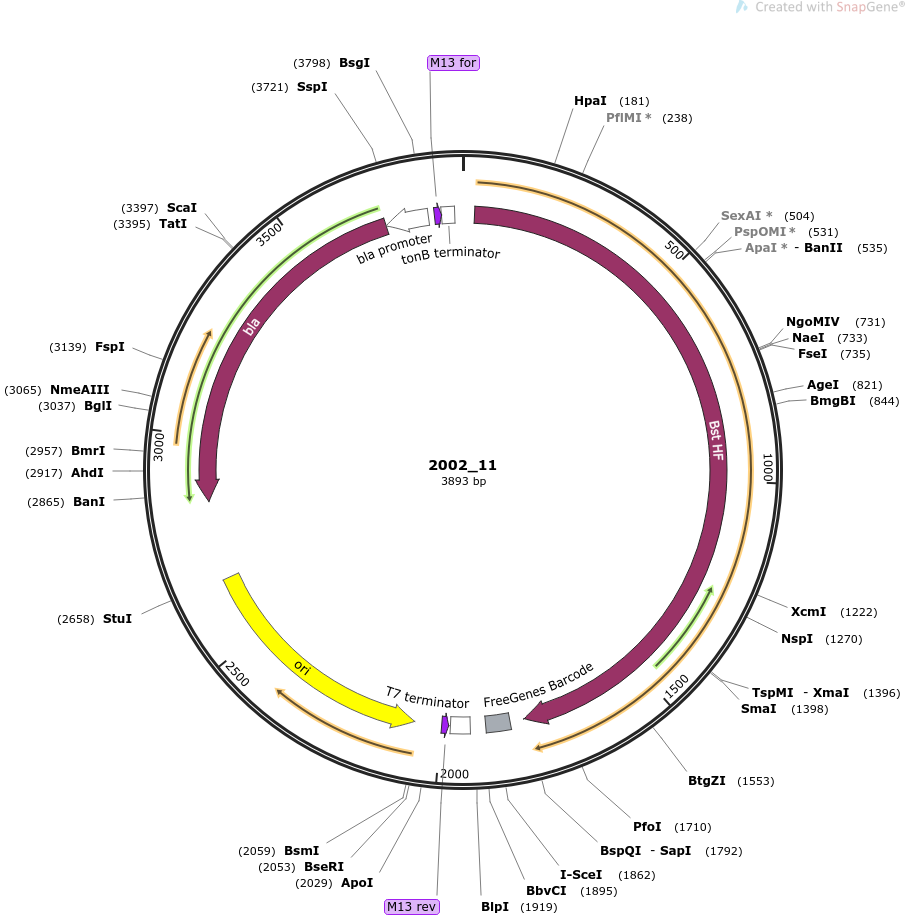 Created with SnapGene®
(3798) BsgI
M13 for
(3721) SspI
HpaI (181)
PflMI * (238)
(3397) ScaI
(3395) TatI
SexAI * (504)
PspOMI * (531)
ApaI * - BanII (535)
3500
500
bla promoter
tonB terminator
bla
NgoMIV (731)
NaeI (733)
FseI (735)
(3139) FspI
AgeI (821)
BmgBI (844)
(3065) NmeAIII
(3037) BglI
Bst HF
3000
1000
(2957) BmrI
(2917) AhdI
(2865) BanI
2002_11
3893 bp
XcmI (1222)
NspI (1270)
(2658) StuI
2500
ori
1500
T7 terminator
FreeGenes Barcode
TspMI - XmaI (1396)
SmaI (1398)
2000
BtgZI (1553)
PfoI (1710)
(2059) BsmI
BspQI - SapI (1792)
(2053) BseRI
I-SceI (1862)
(2029) ApoI
BbvCI (1895)
M13 rev
BlpI (1919)